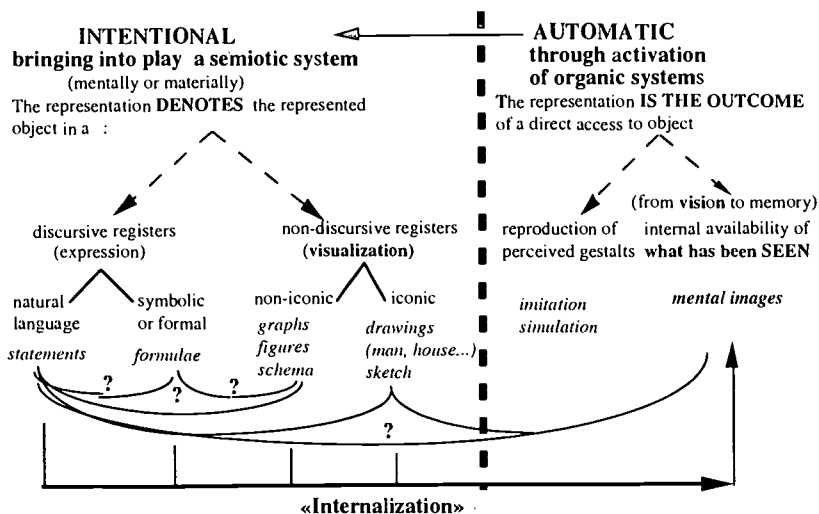 INTENTIONAL
bringing into play a semiotic system
(mentally or materially)
The representation DENOTES the represented
object in a :
AUTOMATIC
through activation
of organic systems
The representation IS THE OUTCOME
of a direct access to object
discursive registers
(expression)
non-discursive registers
(visualization)
reproduction of
perceived gestalts
(from vision to memory)
internal availability of
what has been SEEN
natural
language
statements
symbolic
or formal
formulae
non-iconic
graphs
figures
schema
iconic
drawings
(man, house...)
sketch
imitation
simulation
mental images
?
?
?
?
«Internalization»